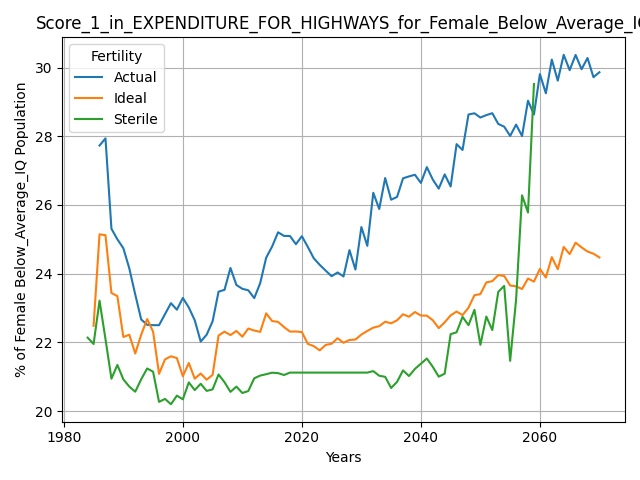 Score_1_in_EXPENDITURE_FOR_HIGHWAYS_for_Female_Below_Average_IQ
Fertility
Actual
Ideal
Sterile
% of Female Below_Average_IQ Population
30
28
26
24
22
20
1980
2000
2020
2040
2060
Years